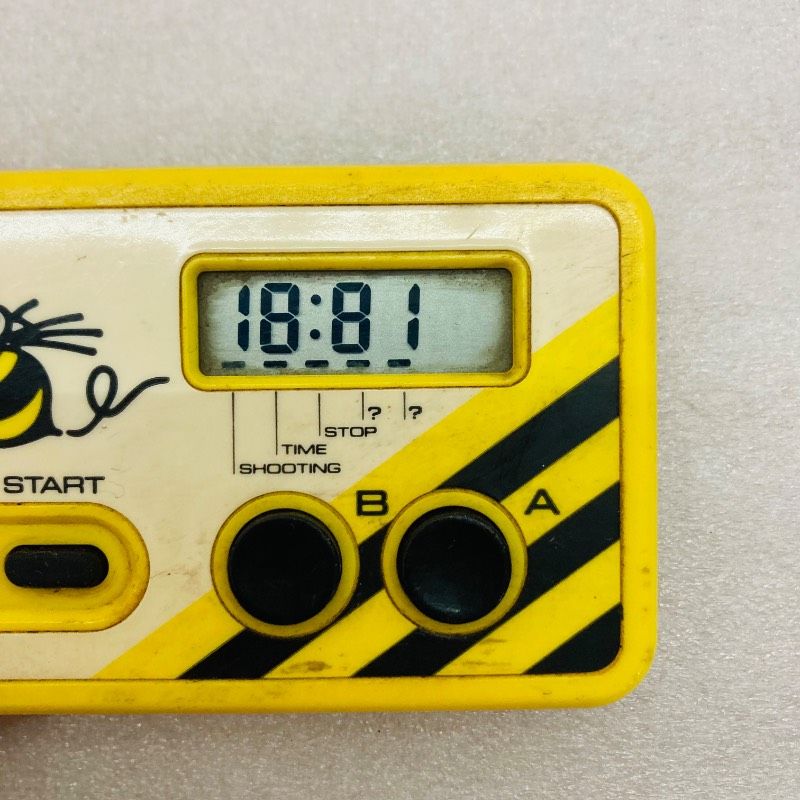 18:81
?
?
STOP
TIME
SHOOTING
START
B
A